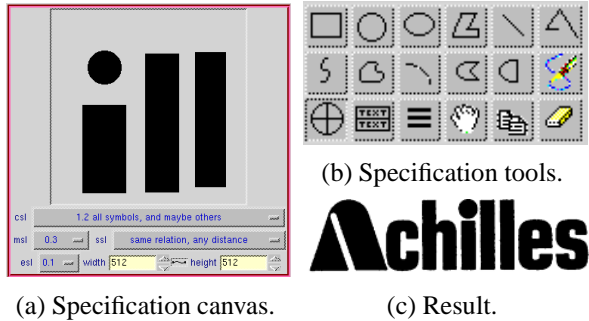 csl 1.2 all symbols, and maybe others
msl 0.3 ssl same relation, any distance
esl 0.1 width 512 height 512
(a) Specification canvas.
TEXT
TEXT
(b) Specification tools.
Achilles
(c) Result.